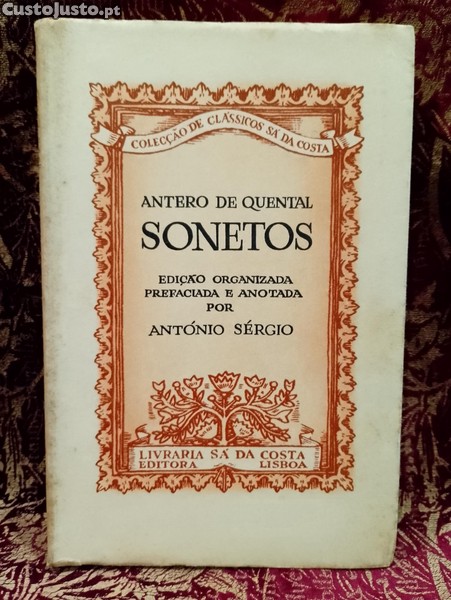 CustoJusto.pt
COLECÇÃO DE CLÁSSICOS SÁ DA COSTA
ANTERO DE QUENTAL
SONETOS
EDIÇÃO ORGANIZADA
PREFACIADA E ANOTADA
POR
ANTÓNIO SÉRGIO
LIVRARIA SÁ DA COSTA
EDITORA LISBOA